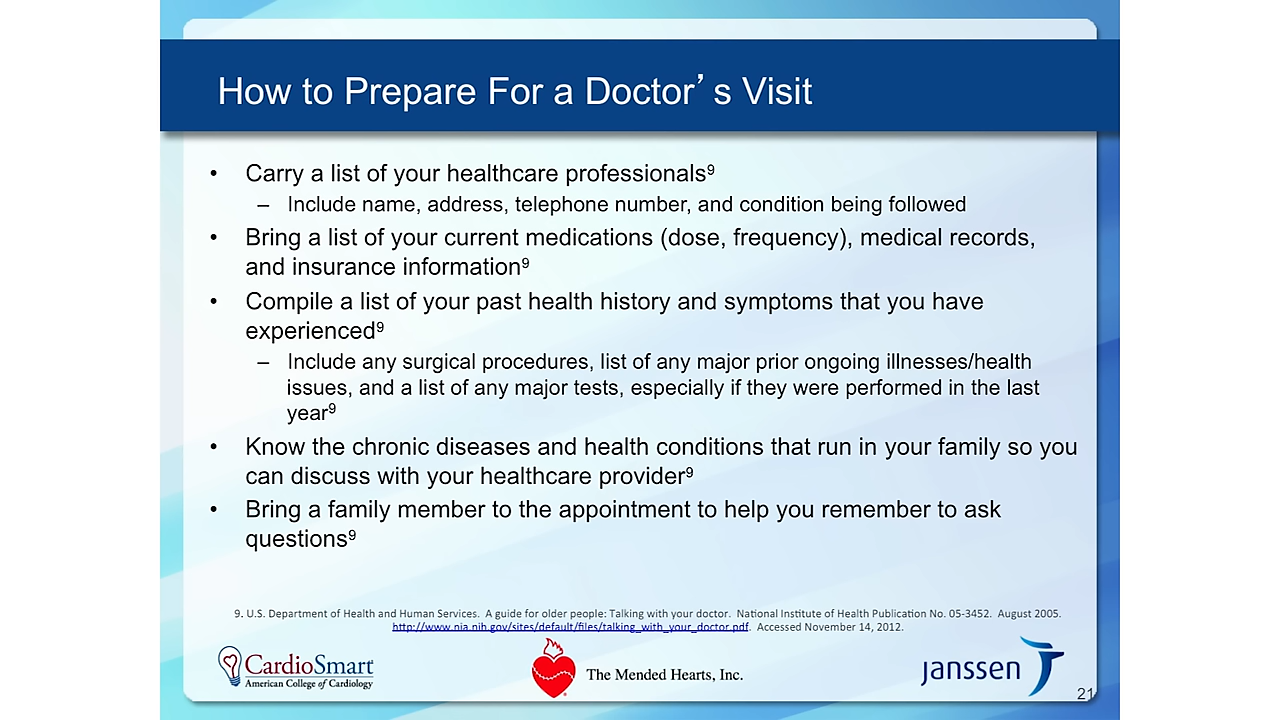 How to Prepare For a Doctor’s Visit
• Carry a list of your healthcare professionals⁹
– Include name, address, telephone number, and condition being followed
• Bring a list of your current medications (dose, frequency), medical records,
and insurance information⁹
• Compile a list of your past health history and symptoms that you have
experienced⁹
– Include any surgical procedures, list of any major prior ongoing illnesses/health
issues, and a list of any major tests, especially if they were performed in the last
year⁹
• Know the chronic diseases and health conditions that run in your family so you
can discuss with your healthcare provider⁹
• Bring a family member to the appointment to help you remember to ask
questions⁹
9. U.S. Department of Health and Human Services. A guide for older people: Talking with your doctor. National Institute of Health Publication No. 05-3452. August 2005.
http://www.nia.nih.gov/sites/default/files/talking_with_your_doctor.pdf. Accessed November 14, 2012.
CardioSmart
American College of Cardiology
The Mended Hearts, Inc.
janssen
21